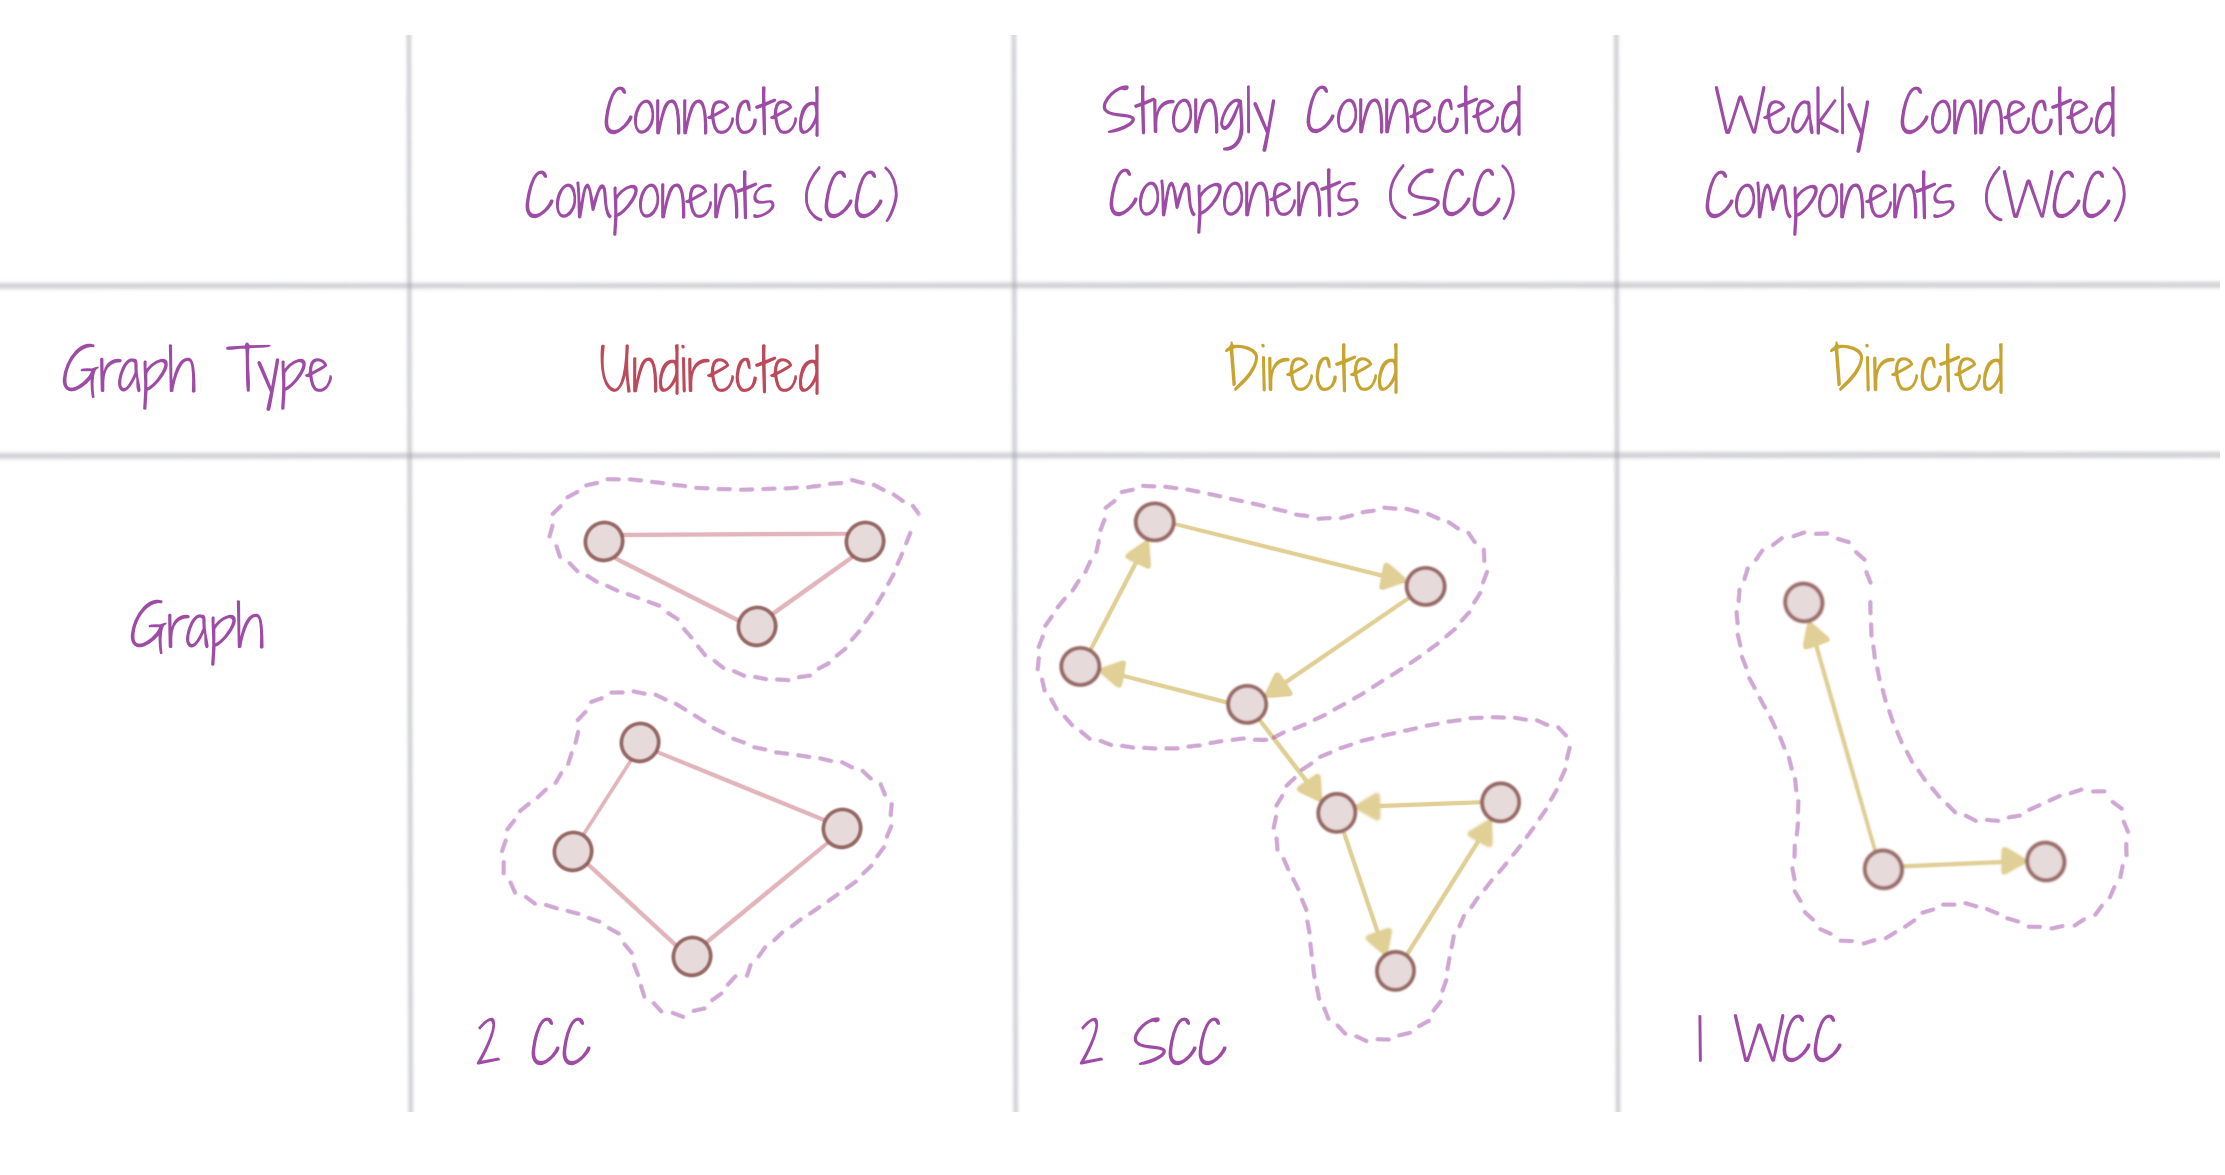 Connected
Components (CC)
Strongly Connected
Components (SCC)
Weakly Connected
Components (WCC)
Graph Type
Undirected
Directed
Directed
Graph
2 CC
2 SCC
1 WCC